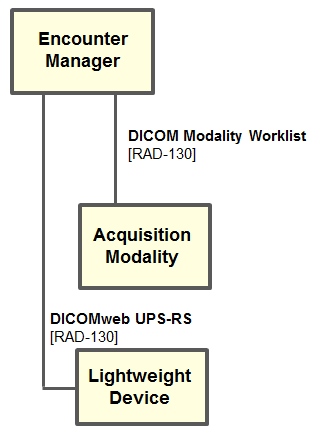 Encounter
Manager
DICOM Modality Worklist
[RAD-130]
Acquisition
Modality
DICOMweb UPS-RS
[RAD-130]
Lightweight
Device